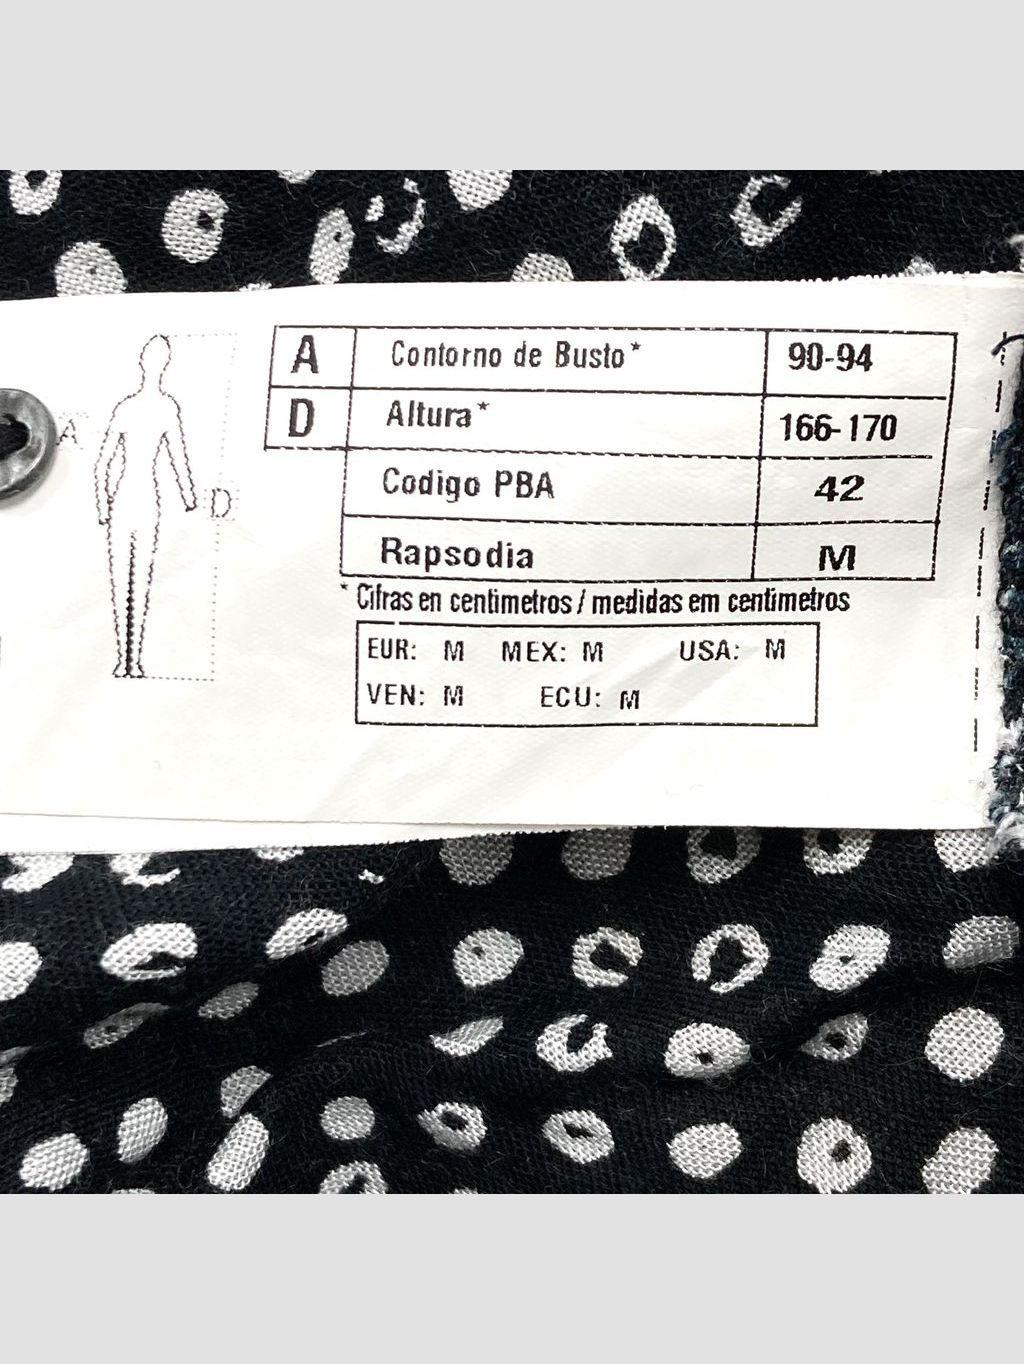 A Contorno de Busto* 90-94
D Altura* 166-170
Codigo PBA 42
Rapsodia M
* Cifras en centimetros / medidas em centimetros
EUR: M MEX: M USA: M
VEN: M ECU: M
A
D